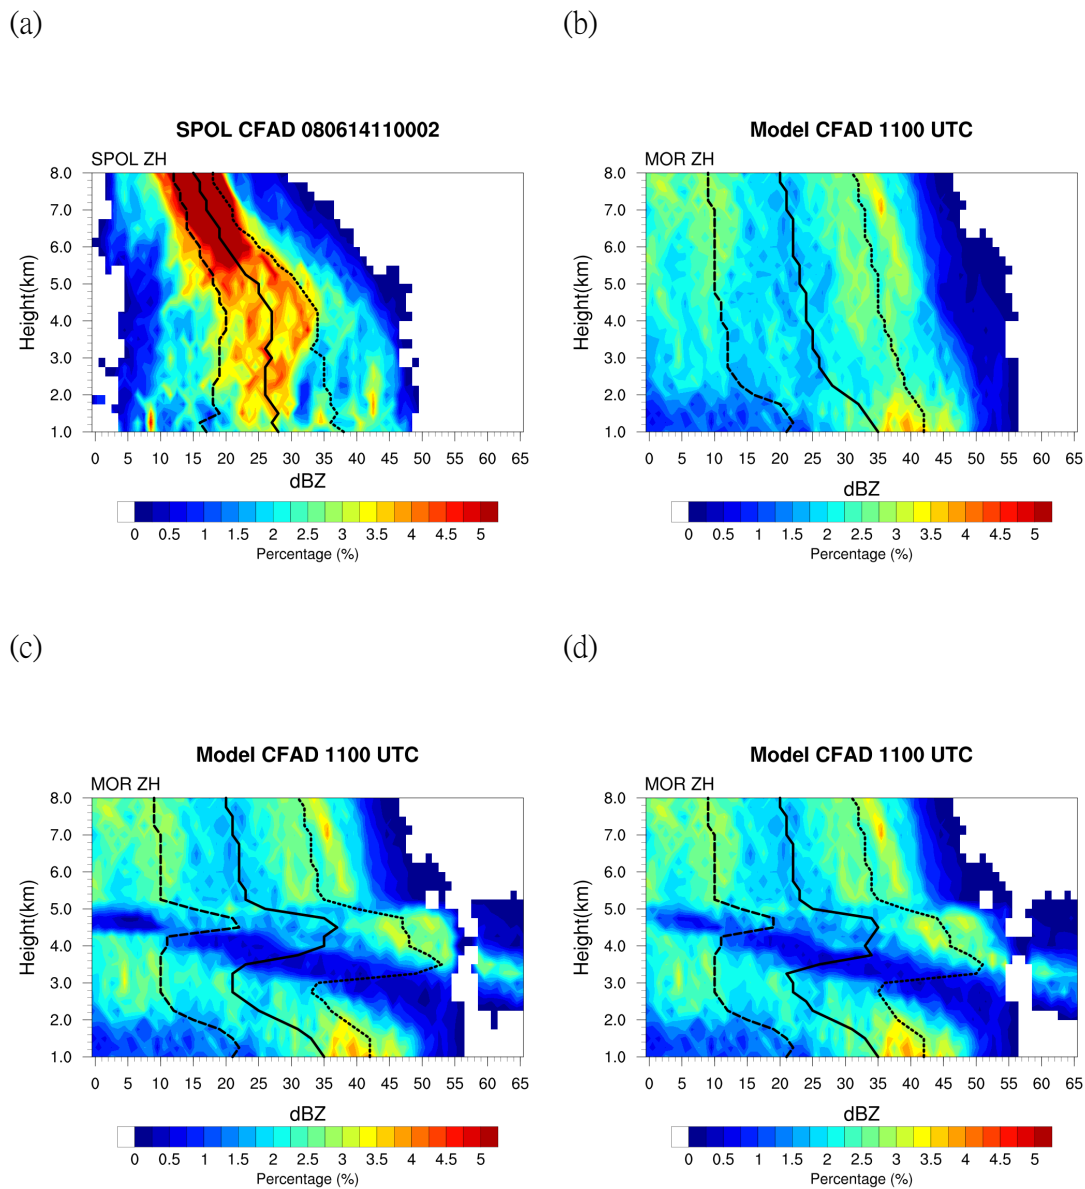 (a)
SPOL CFAD 080614110002
SPOL ZH
8.0
7.0
6.0
5.0
4.0
3.0
2.0
1.0
Height(km)
0 5 10 15 20 25 30 35 40 45 50 55 60 65
dBZ
0 0.5 1 1.5 2 2.5 3 3.5 4 4.5 5
Percentage (%)
(b)
Model CFAD 1100 UTC
MOR ZH
8.0
7.0
6.0
5.0
4.0
3.0
2.0
1.0
Height(km)
0 5 10 15 20 25 30 35 40 45 50 55 60 65
dBZ
0 0.5 1 1.5 2 2.5 3 3.5 4 4.5 5
Percentage (%)
(c)
Model CFAD 1100 UTC
MOR ZH
8.0
7.0
6.0
5.0
4.0
3.0
2.0
1.0
Height(km)
0 5 10 15 20 25 30 35 40 45 50 55 60 65
dBZ
0 0.5 1 1.5 2 2.5 3 3.5 4 4.5 5
Percentage (%)
(d)
Model CFAD 1100 UTC
MOR ZH
8.0
7.0
6.0
5.0
4.0
3.0
2.0
1.0
Height(km)
0 5 10 15 20 25 30 35 40 45 50 55 60 65
dBZ
0 0.5 1 1.5 2 2.5 3 3.5 4 4.5 5
Percentage (%)